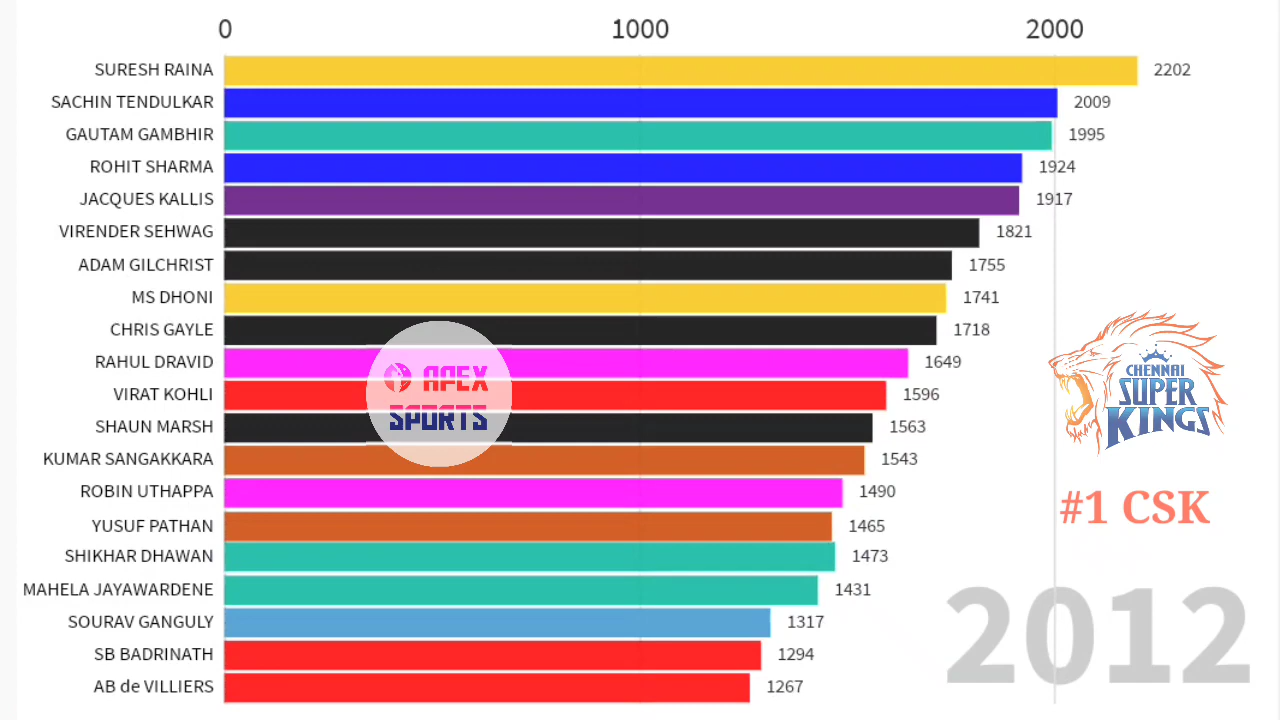 0 1000 2000
SURESH RAINA 2202
SACHIN TENDULKAR 2009
GAUTAM GAMBHIR 1995
ROHIT SHARMA 1924
JACQUES KALLIS 1917
VIRENDER SEHWAG 1821
ADAM GILCHRIST 1755
MS DHONI 1741
CHRIS GAYLE 1718
RAHUL DRAVID 1649
VIRAT KOHLI 1596
SHAUN MARSH 1563
KUMAR SANGAKKARA 1543
ROBIN UTHAPPA 1490
YUSUF PATHAN 1465
SHIKHAR DHAWAN 1473
MAHELA JAYAWARDENE 1431
SOURAV GANGULY 1317
SB BADRINATH 1294
AB de VILLIERS 1267
APEX
SPORTS
CHENNAI
SUPER
KINGS
#1 CSK
2012